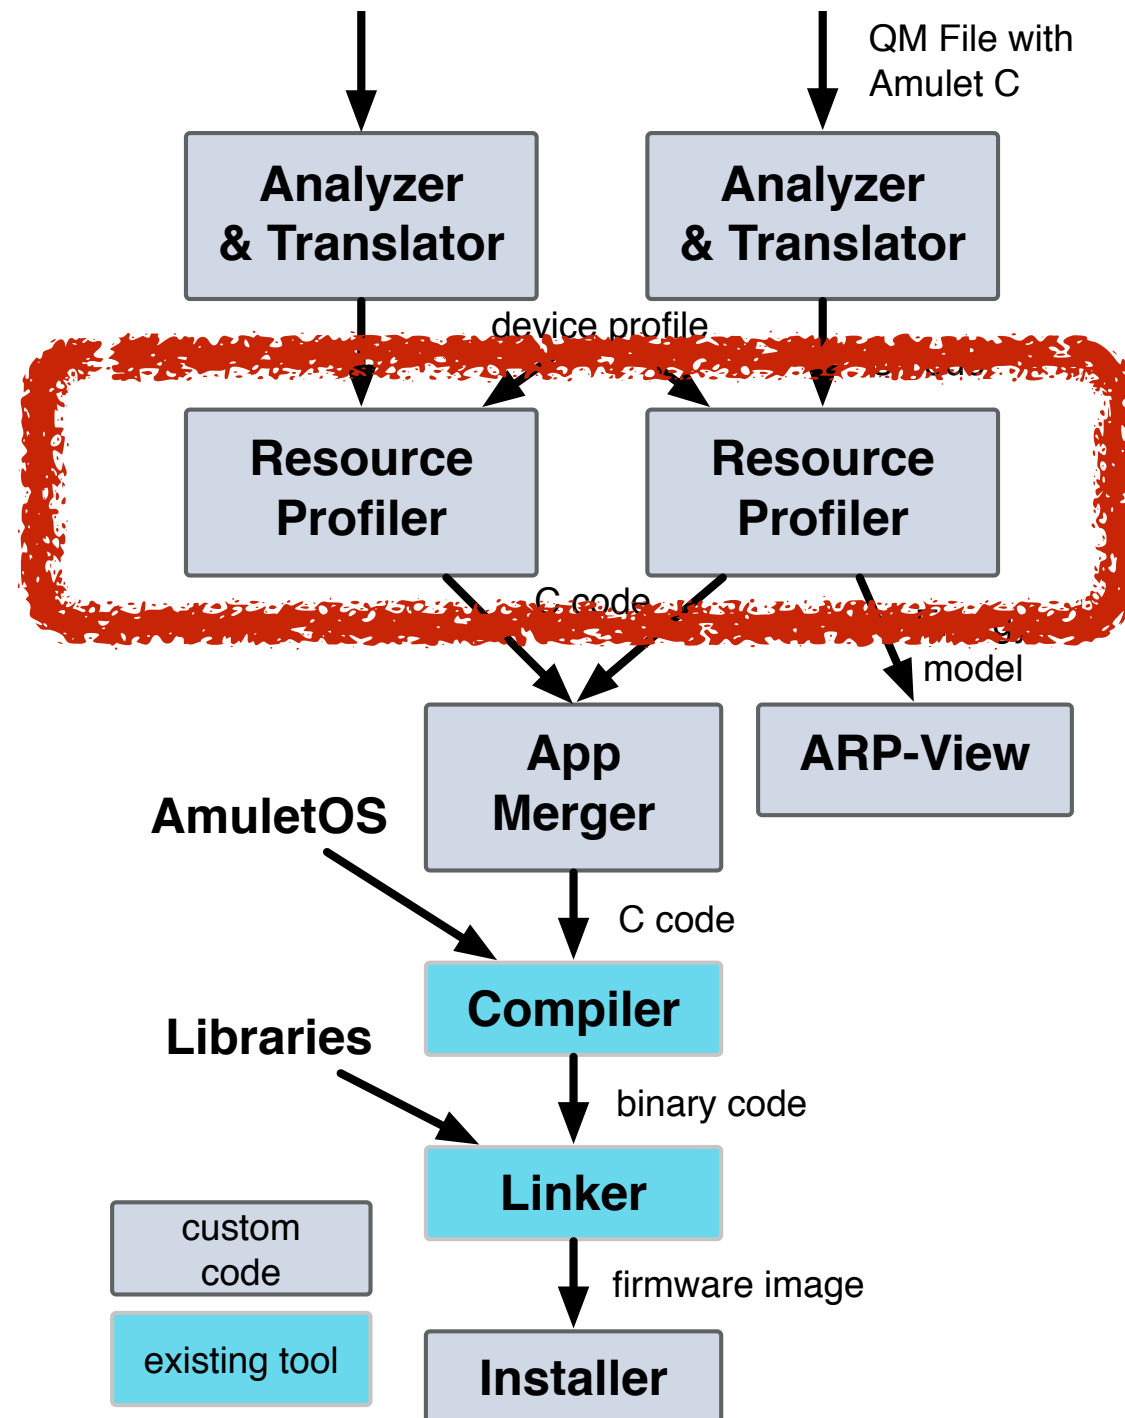 QM File with
Amulet C
Analyzer
& Translator
Analyzer
& Translator
device profile
Resource
Profiler
Resource
Profiler
C code
model
App
Merger
ARP-View
AmuletOS
C code
Compiler
Libraries
binary code
Linker
custom
code
firmware image
existing tool
Installer